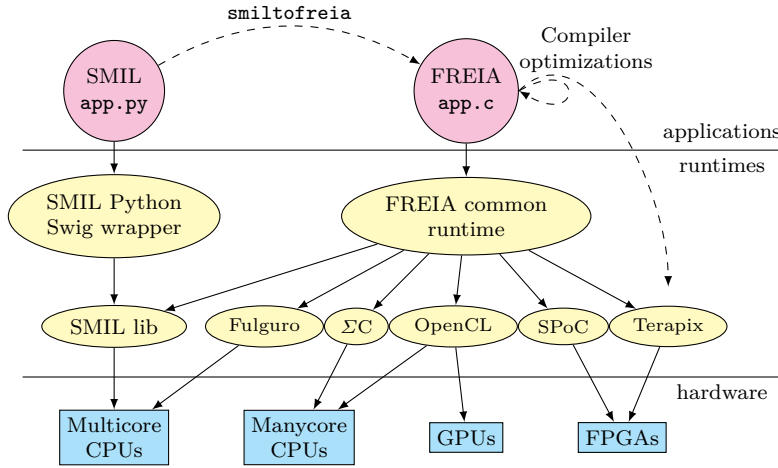 smiltofreia
SMIL
app.py
FREIA
app.c
Compiler
optimizations
applications
runtimes
SMIL Python
Swig wrapper
FREIA common
runtime
SMIL lib
Fulguro
ΣC
OpenCL
SPoC
Terapix
hardware
Multicore
CPUs
Manycore
CPUs
GPUs
FPGAs